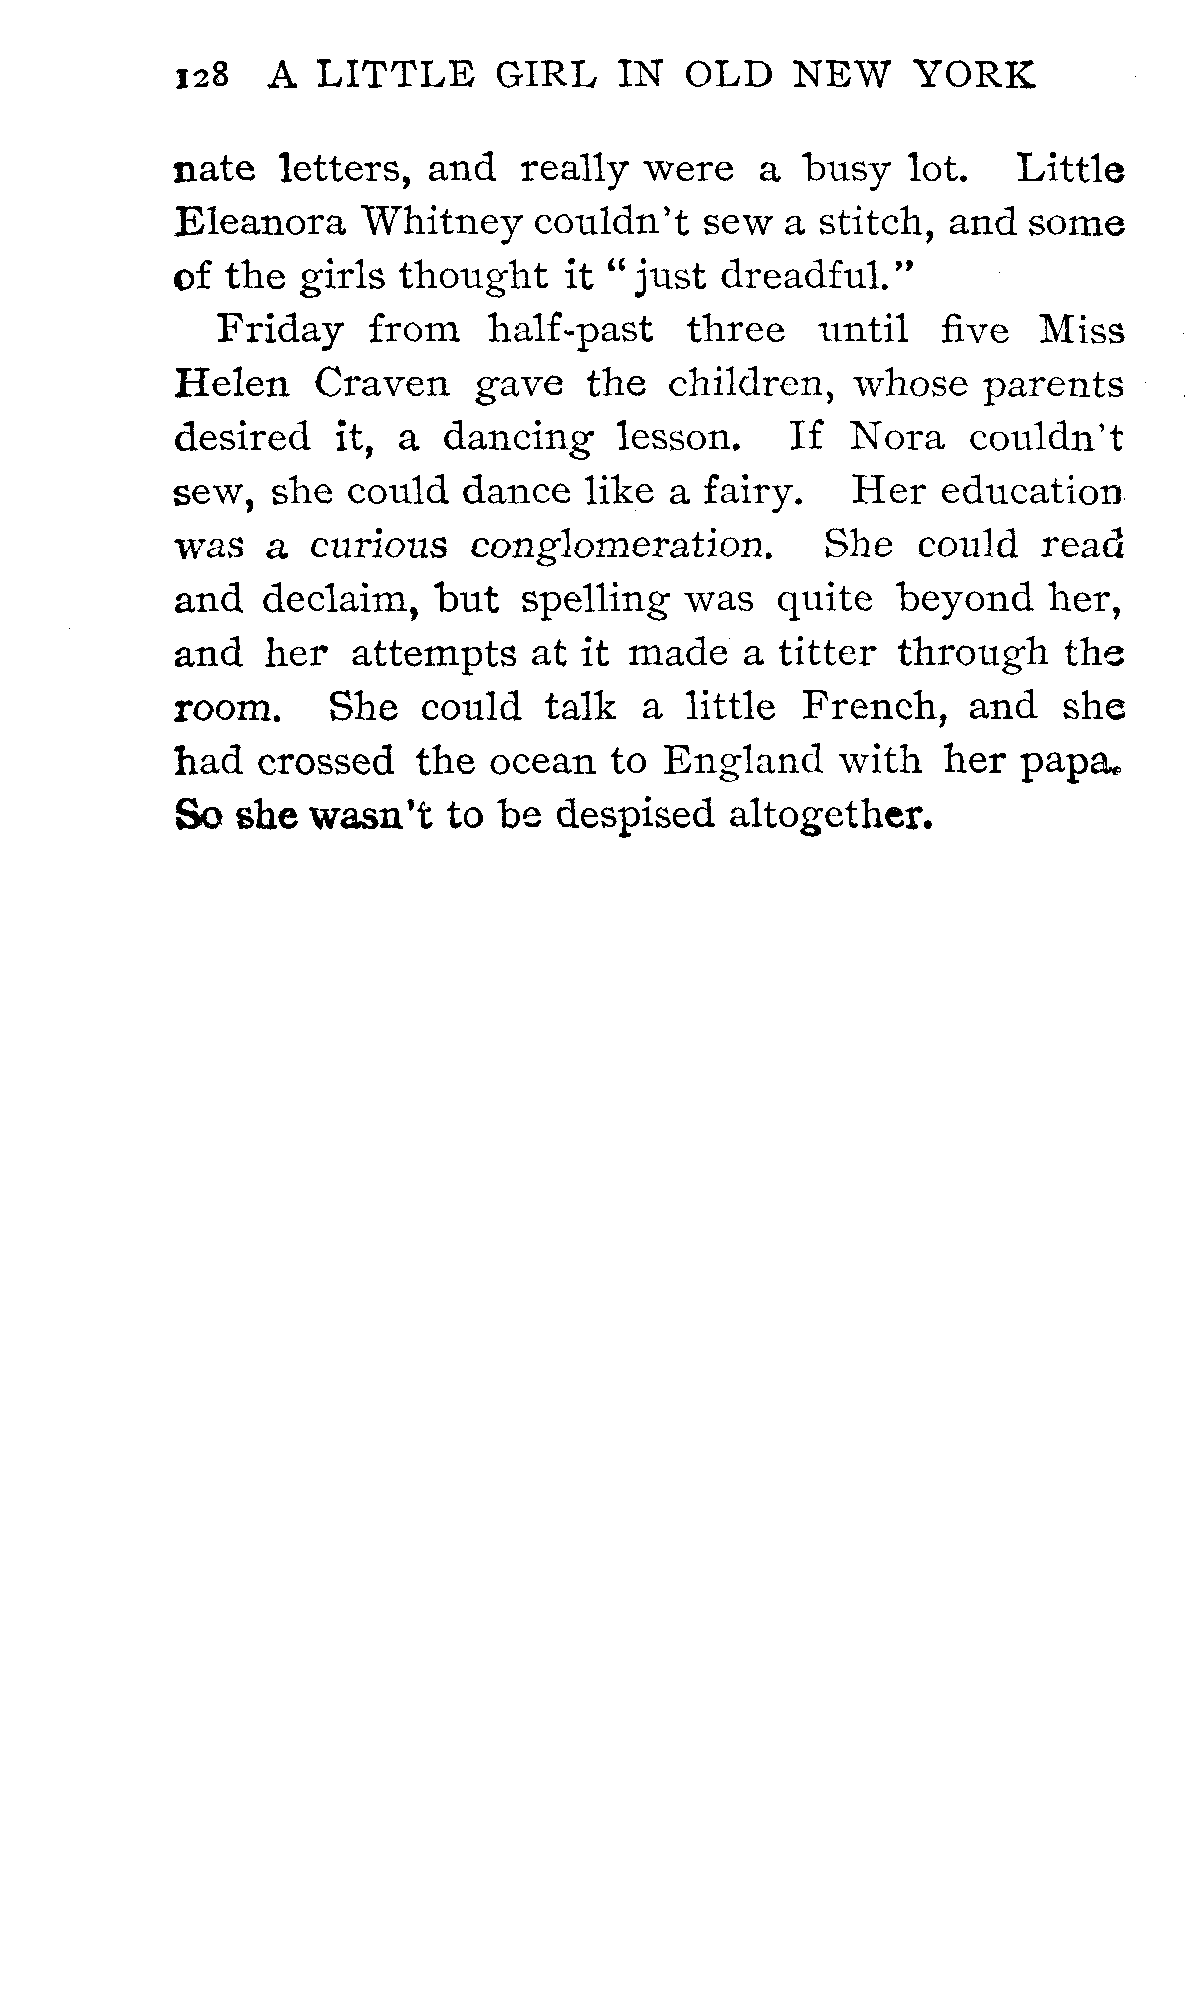 128 A LITTLE GIRL IN OLD NEW YORK
nate letters, and really were a busy lot. Little
Eleanora Whitney couldn't sew a stitch, and some
of the girls thought it “ just dreadful.”
Friday from half-past three until five Miss
Helen Craven gave the children, whose parents
desired it, a dancing lesson. If Nora couldn't
sew, she could dance like a fairy. Her education
was a curious conglomeration. She could read
and declaim, but spelling was quite beyond her,
and her attempts at it made a titter through the
room. She could talk a little French, and she
had crossed the ocean to England with her papa.
So she wasn't to be despised altogether.